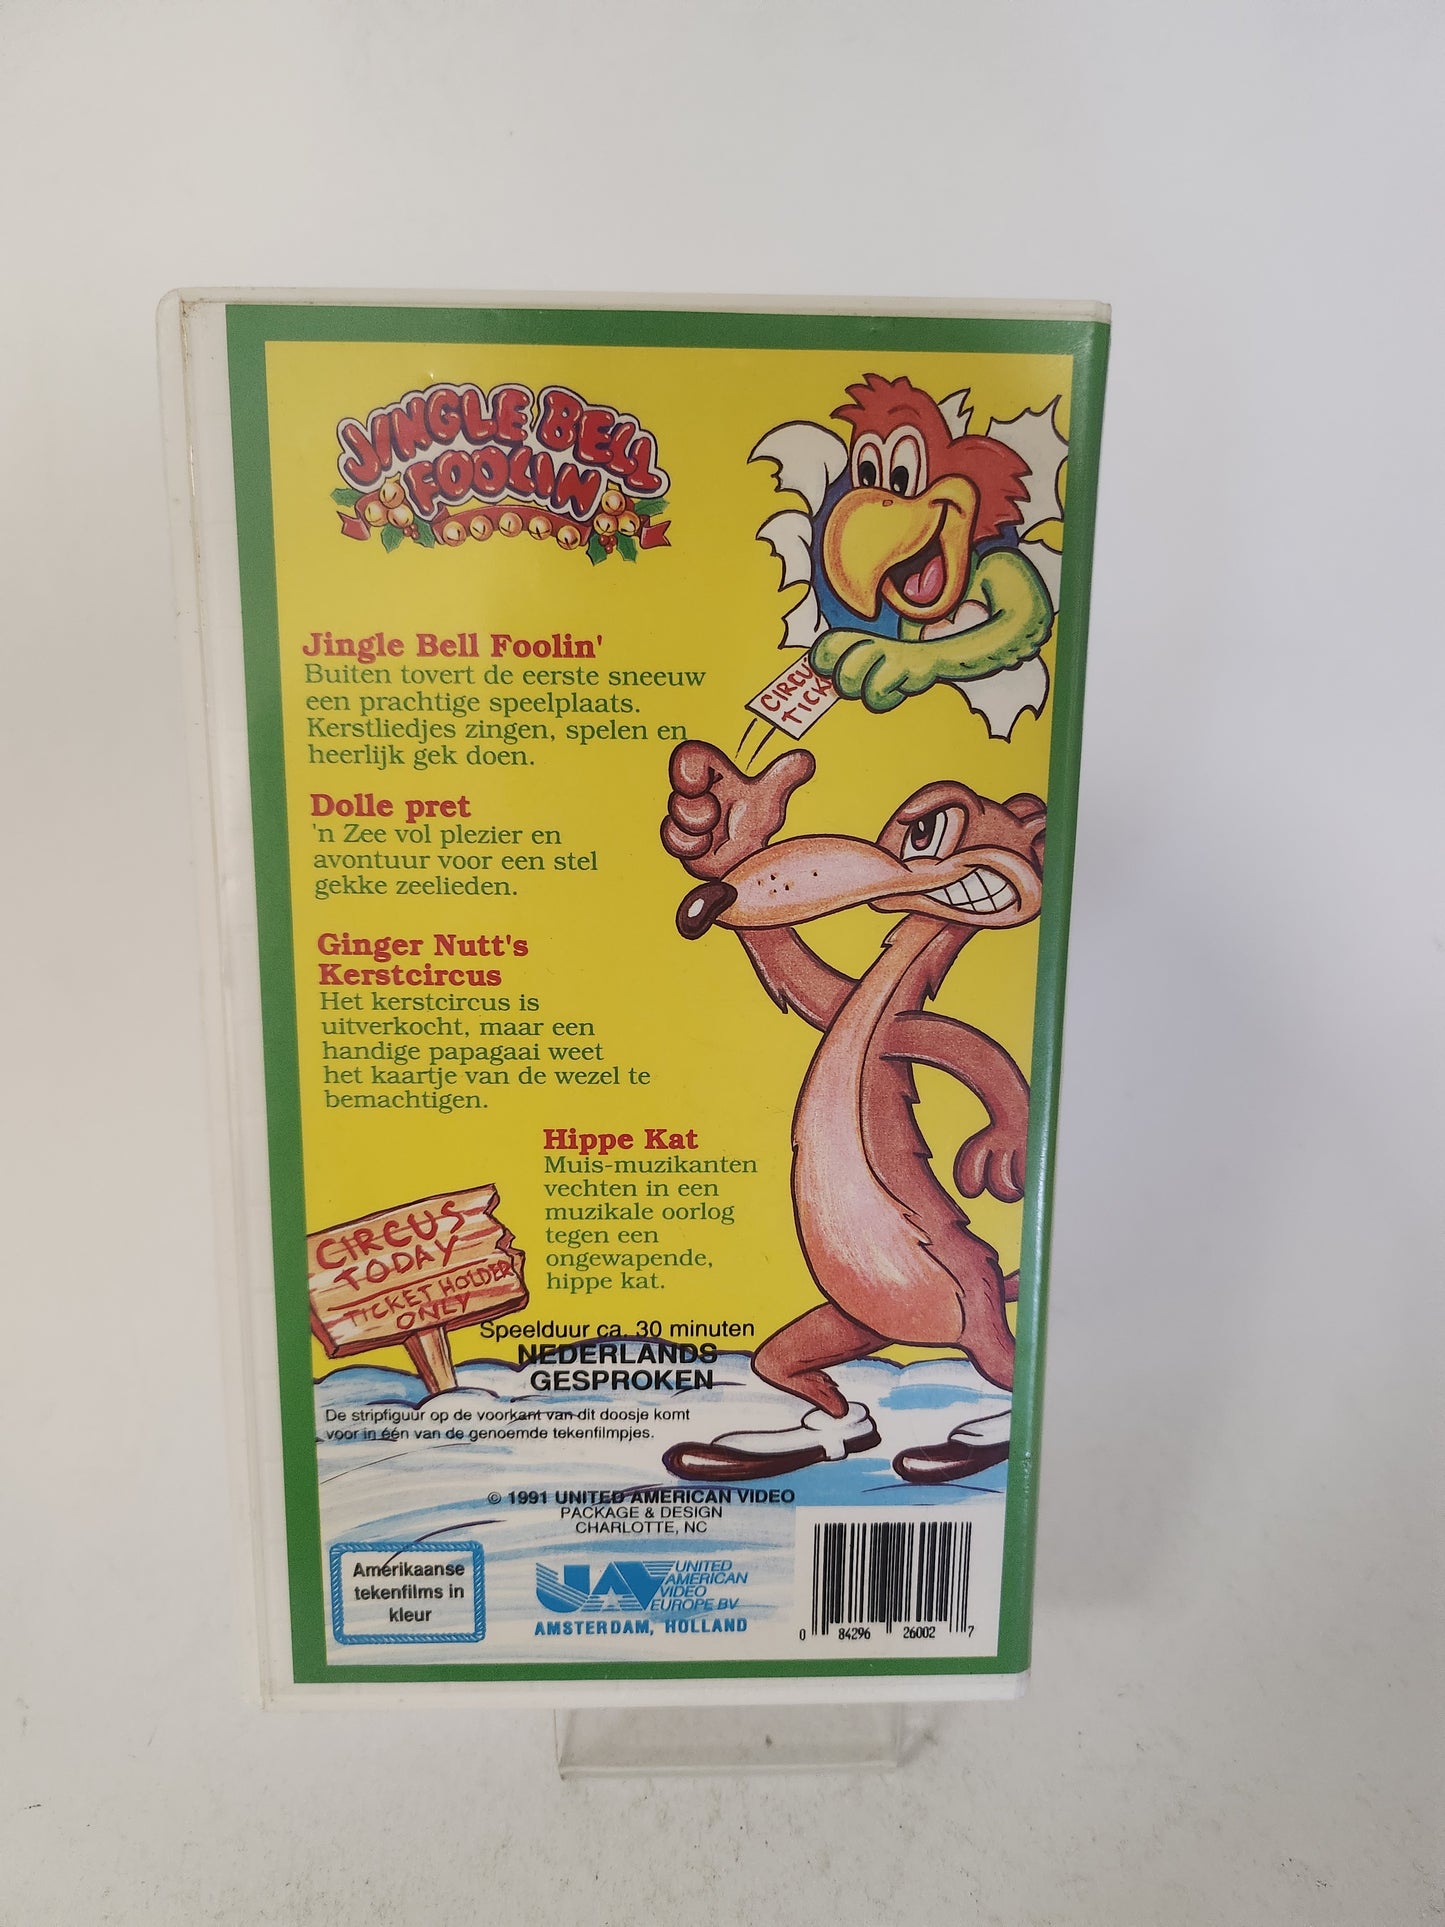 JINGLE BELL
FOOLIN
Jingle Bell Foolin'
Buiten tovert de eerste sneeuw
een prachtige speelplaats.
Kerstliedjes zingen, spelen en
heerlijk gek doen.
CIRCU
TICK
Dolle pret
'n Zee vol plezier en
avontuur voor een stel
gekke zeelieden.
Ginger Nutt's
Kerstcircus
Het kerstcircus is
uitverkocht, maar een
handige papagaai weet
het kaartje van de wezel te
bemachtigen.
Hippe Kat
Muis-muzikanten
vechten in een
muzikale oorlog
tegen een
ongewapende,
hippe kat.
CIRCUS
TODAY
TICKET HOLDER
ONLY
Speelduur ca. 30 minuten
NEDERLANDS
GESPROKEN
De stripfiguur op de voorkant van dit doosje komt
voor in één van de genoemde tekenfilmpjes.
© 1991 UNITED AMERICAN VIDEO
PACKAGE & DESIGN
CHARLOTTE, NC
Amerikaanse
tekenfilms in
kleur
UAV
UNITED
AMERICAN
VIDEO
EUROPE BV
AMSTERDAM, HOLLAND
0 84296 26002 7